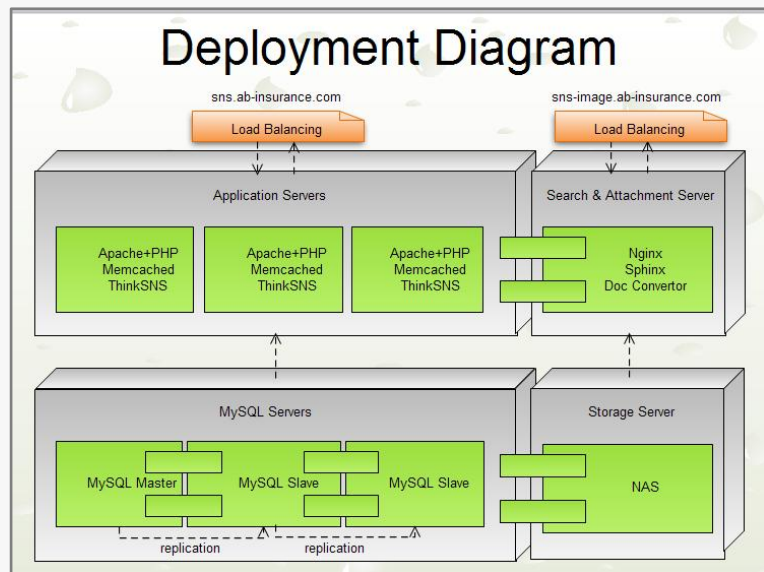 Deployment Diagram
sns.ab-insurance.com
sns-image.ab-insurance.com
Load Balancing
Load Balancing
Application Servers
Search & Attachment Server
Apache+PHP
Memcached
ThinkSNS
Apache+PHP
Memcached
ThinkSNS
Apache+PHP
Memcached
ThinkSNS
Nginx
Sphinx
Doc Convertor
MySQL Servers
Storage Server
MySQL Master
MySQL Slave
MySQL Slave
NAS
replication
replication